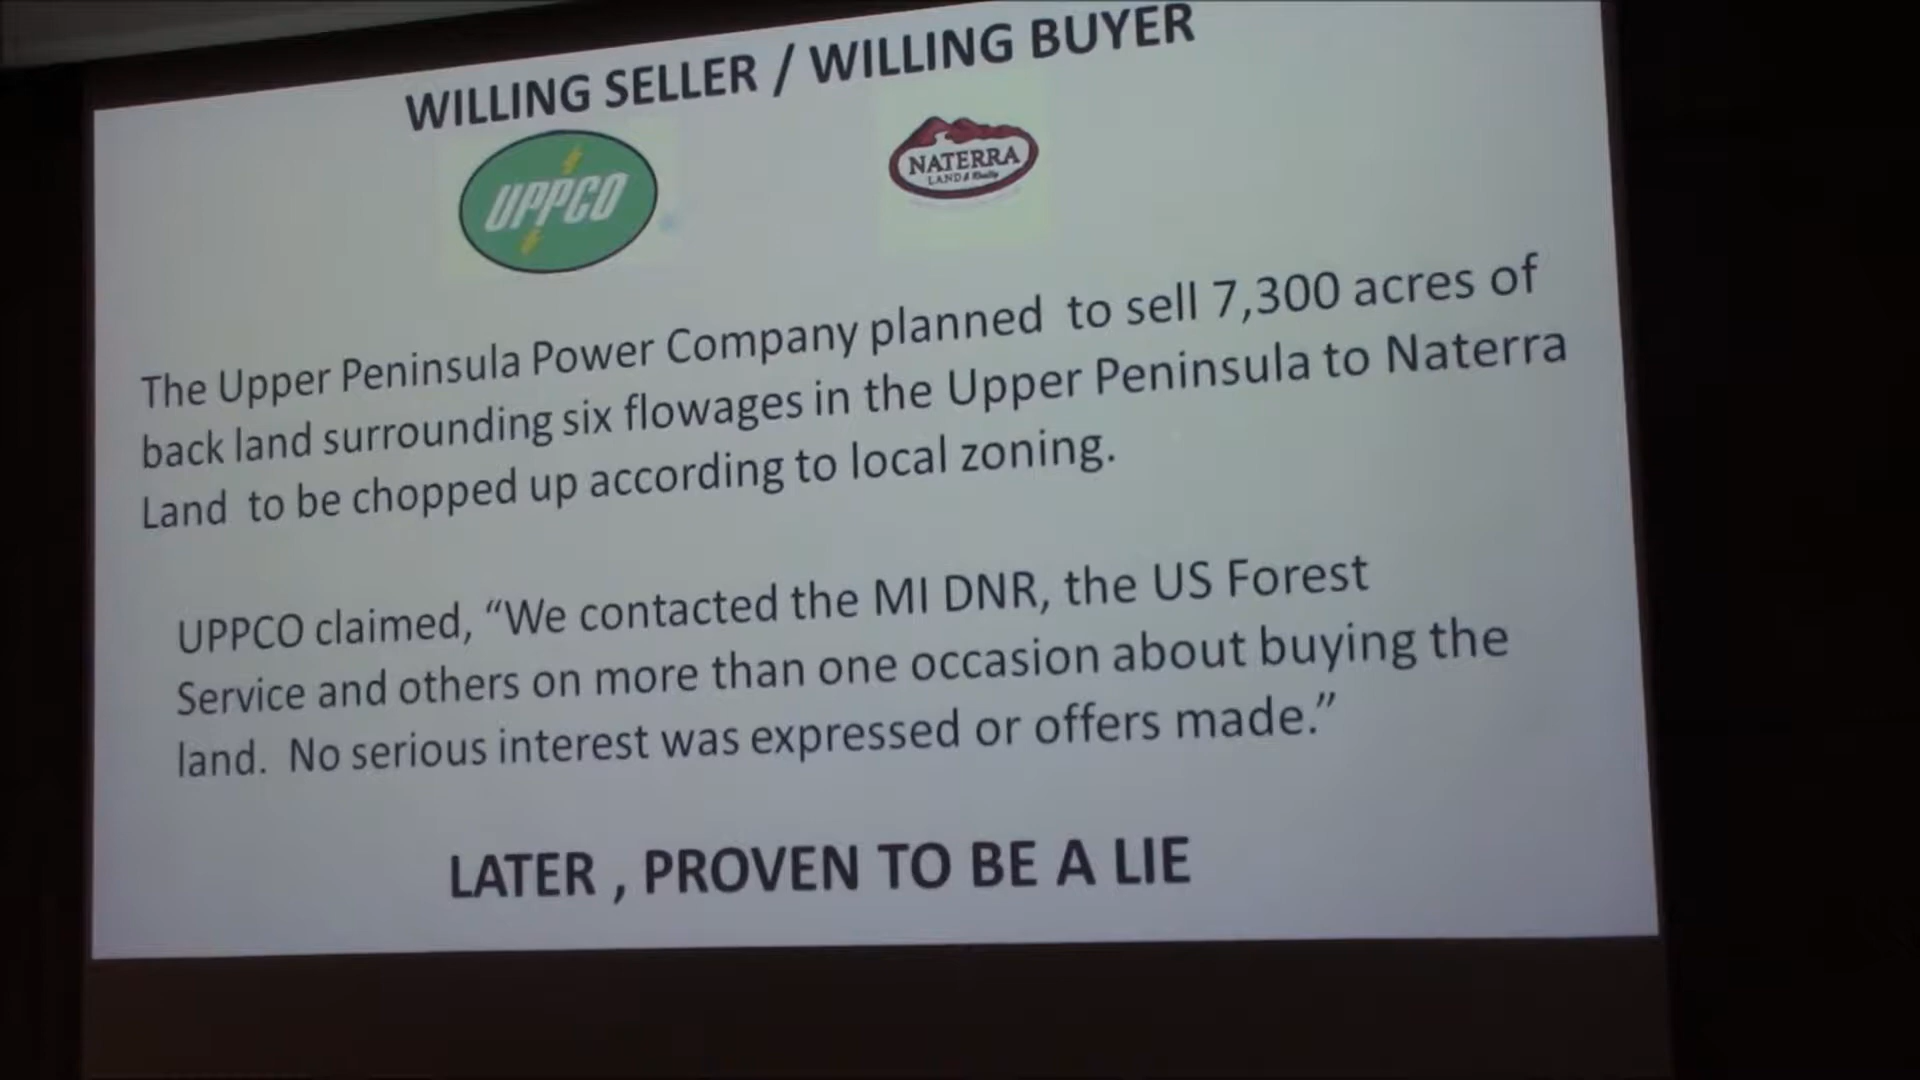 WILLING SELLER / WILLING BUYER
UPPCO
NATERRA
LAND & Realty
The Upper Peninsula Power Company planned to sell 7,300 acres of
back land surrounding six flowages in the Upper Peninsula to Naterra
Land to be chopped up according to local zoning.
UPPCO claimed, “We contacted the MI DNR, the US Forest
Service and others on more than one occasion about buying the
land. No serious interest was expressed or offers made.”
LATER , PROVEN TO BE A LIE